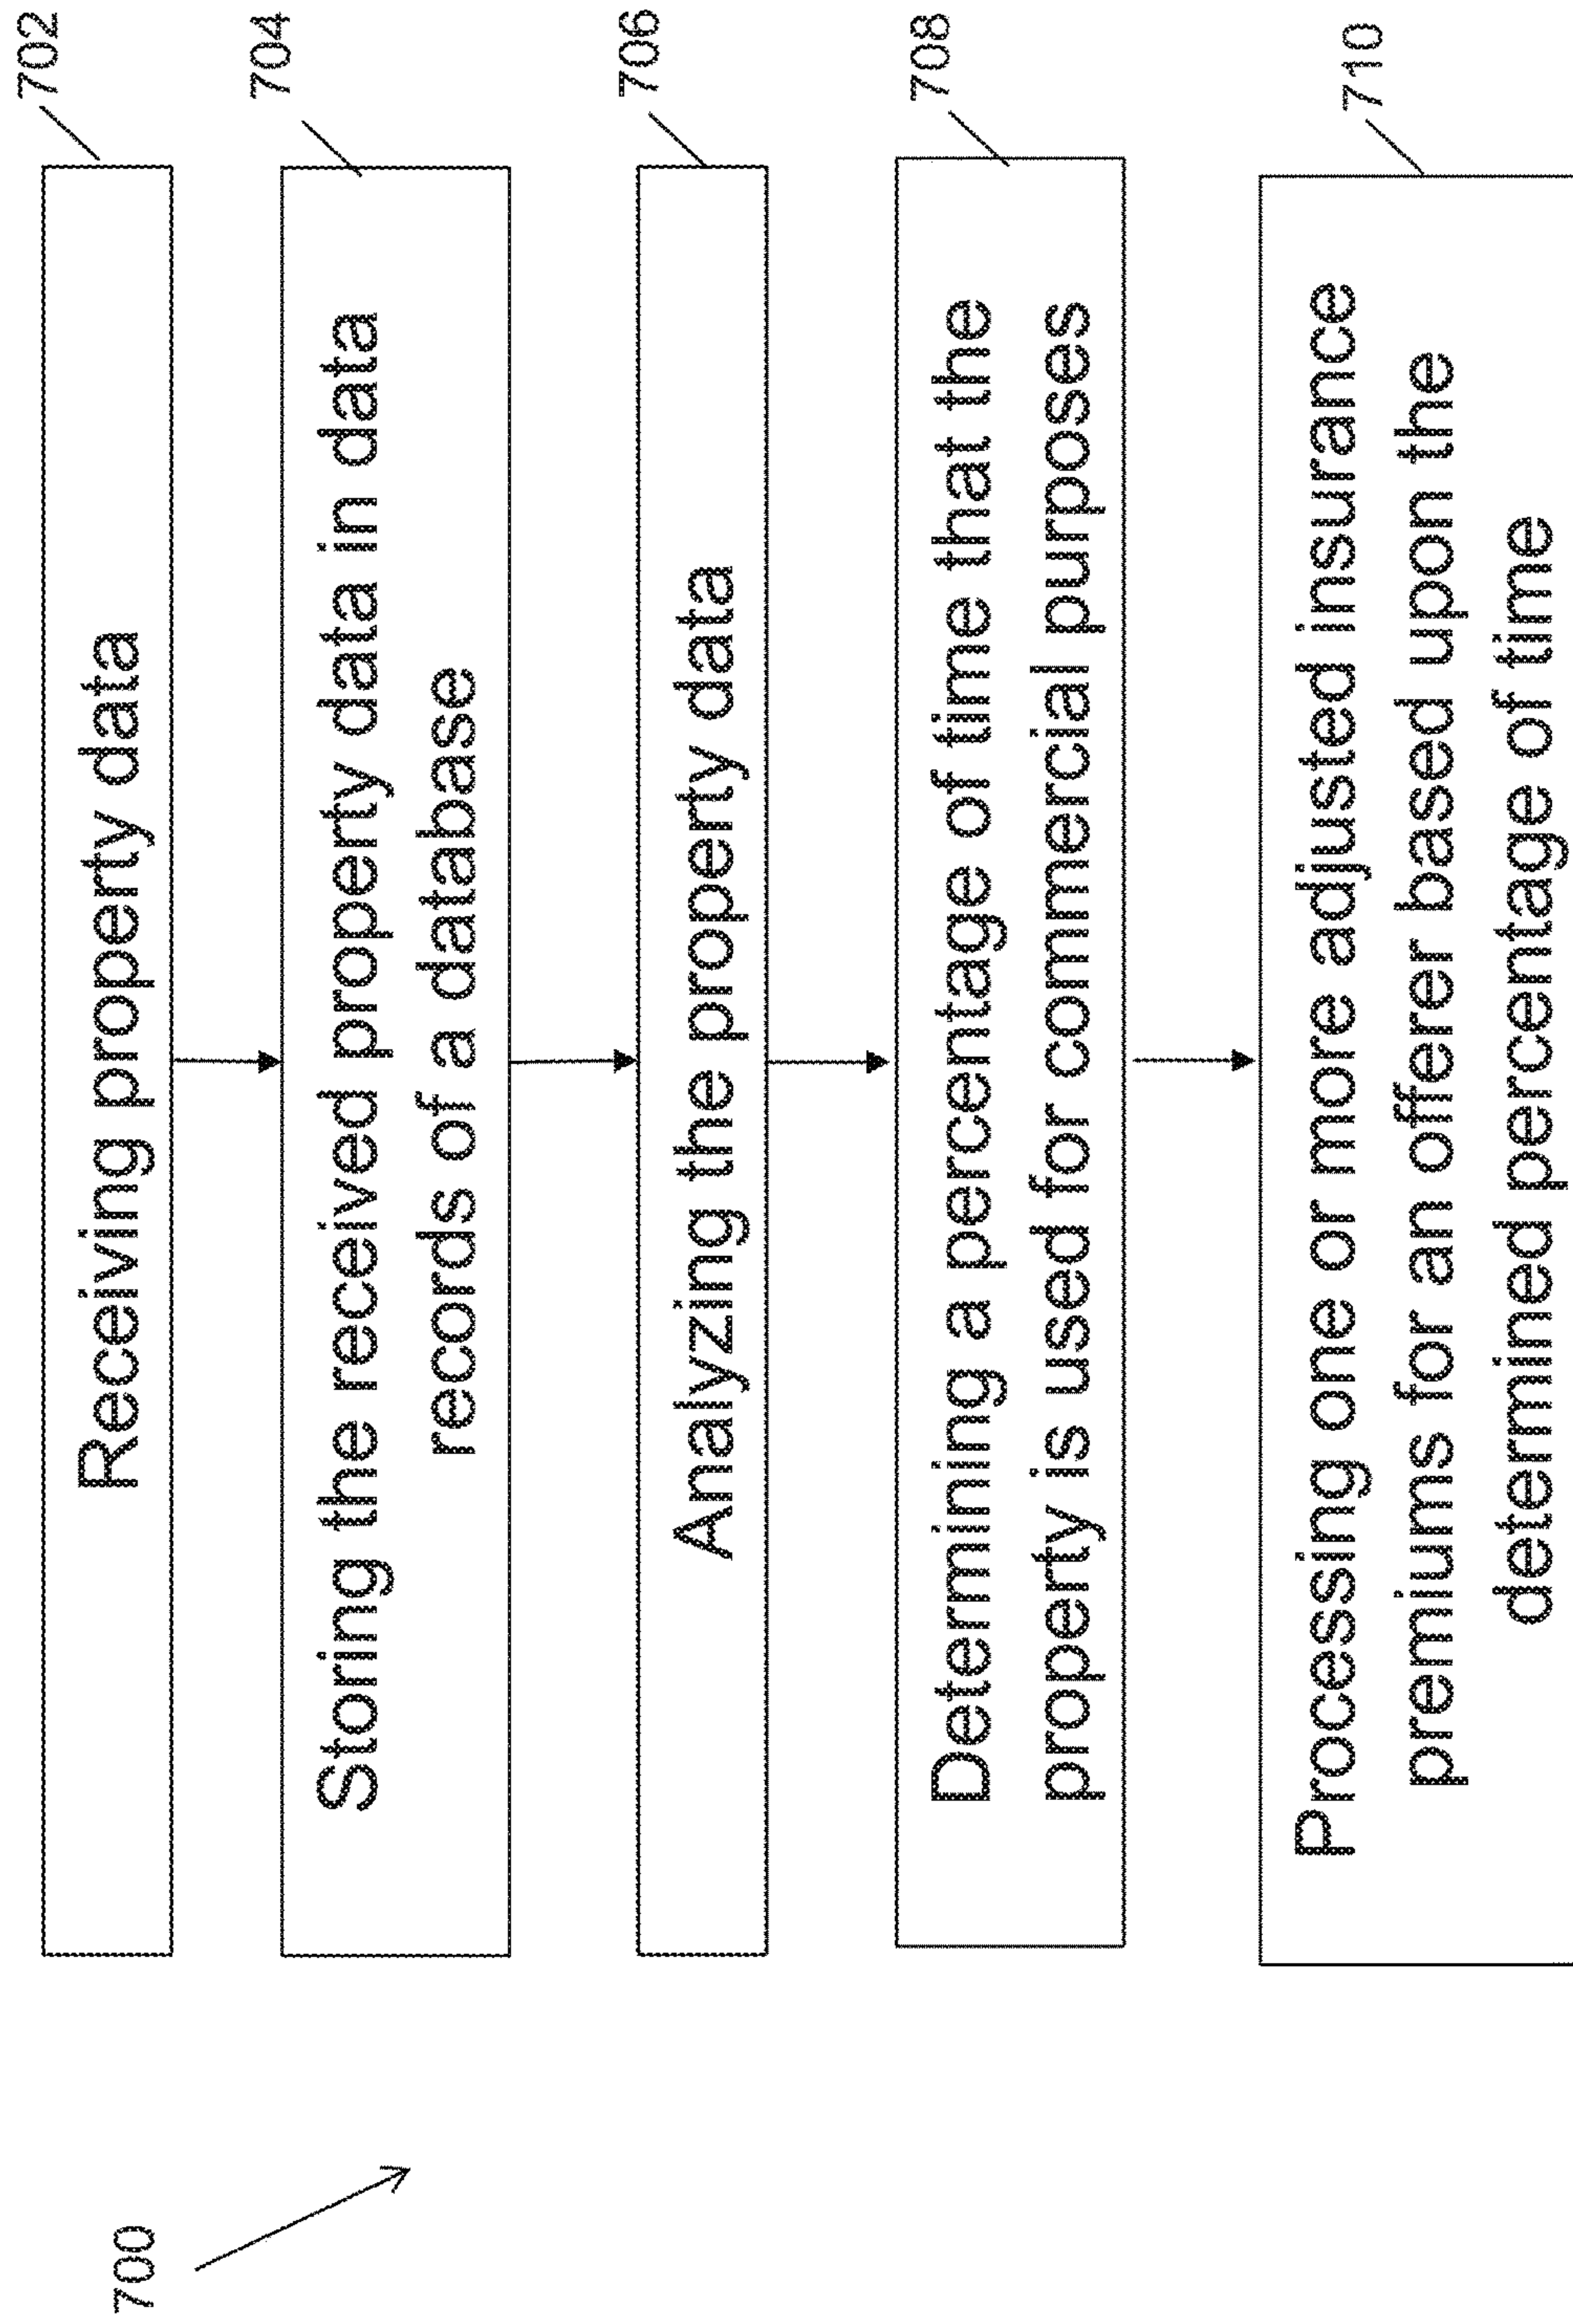 700
702
Receiving property data
704
Storing the received property data in data
records of a database
706
Analyzing the property data
708
Determining a percentage of time that the
property is used for commercial purposes
710
Processing one or more adjusted insurance
premiums for an offerer based upon the
determined percentage of time